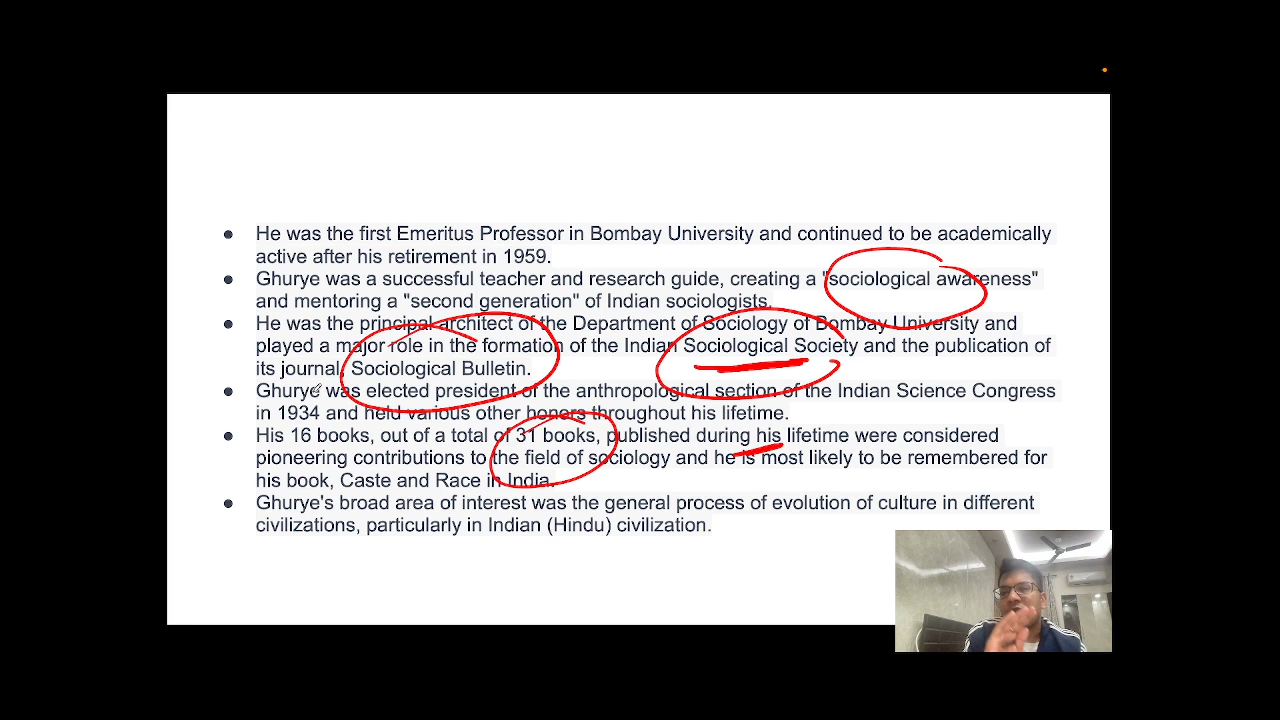 He was the first Emeritus Professor in Bombay University and continued to be academically
active after his retirement in 1959.
Ghurye was a successful teacher and research guide, creating a "sociological awareness"
and mentoring a "second generation" of Indian sociologists.
He was the principal architect of the Department of Sociology of Bombay University and
played a major role in the formation of the Indian Sociological Society and the publication of
its journal, Sociological Bulletin.
Ghurye was elected president of the anthropological section of the Indian Science Congress
in 1934 and held various other honors throughout his lifetime.
His 16 books, out of a total of 31 books, published during his lifetime were considered
pioneering contributions to the field of sociology and he is most likely to be remembered for
his book, Caste and Race in India.
Ghurye's broad area of interest was the general process of evolution of culture in different
civilizations, particularly in Indian (Hindu) civilization.